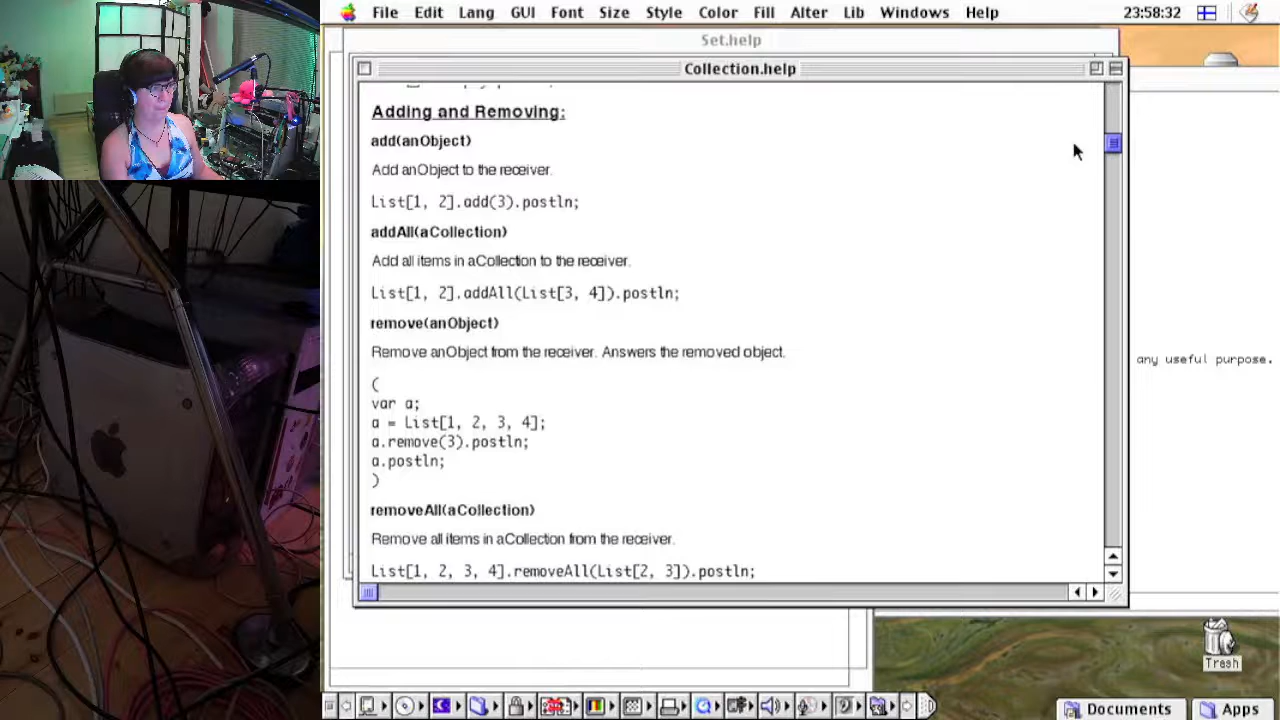 File Edit Lang GUI Font Size Style Color Fill Alter Lib Windows Help 23:58:32
Set.help
Collection.help
Adding and Removing:
add(anObject)
Add anObject to the receiver.
List[1, 2].add(3).postln;
addAll(aCollection)
Add all items in aCollection to the receiver.
List[1, 2].addAll(List[3, 4]).postln;
remove(anObject)
Remove anObject from the receiver. Answers the removed object.
any useful purpose.
(
var a;
a = List[1, 2, 3, 4];
a.remove(3).postln;
a.postln;
)
removeAll(aCollection)
Remove all items in aCollection from the receiver.
List[1, 2, 3, 4].removeAll(List[2, 3]).postln;
Trash
Documents Apps